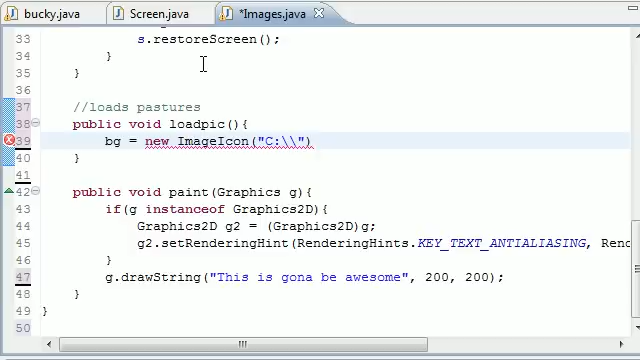 bucky.java Screen.java *Images.java
33 s.restoreScreen();
34 }
35 }
36
37 //loads pastures
38 public void loadpic(){
39 bg = new ImageIcon("C:\\")
40 }
41
42 public void paint(Graphics g){
43 if(g instanceof Graphics2D){
44 Graphics2D g2 = (Graphics2D)g;
45 g2.setRenderingHint(RenderingHints.KEY_TEXT_ANTIALIASING, Rend
46 }
47 g.drawString("This is gona be awesome", 200, 200);
48 }
49 }
50